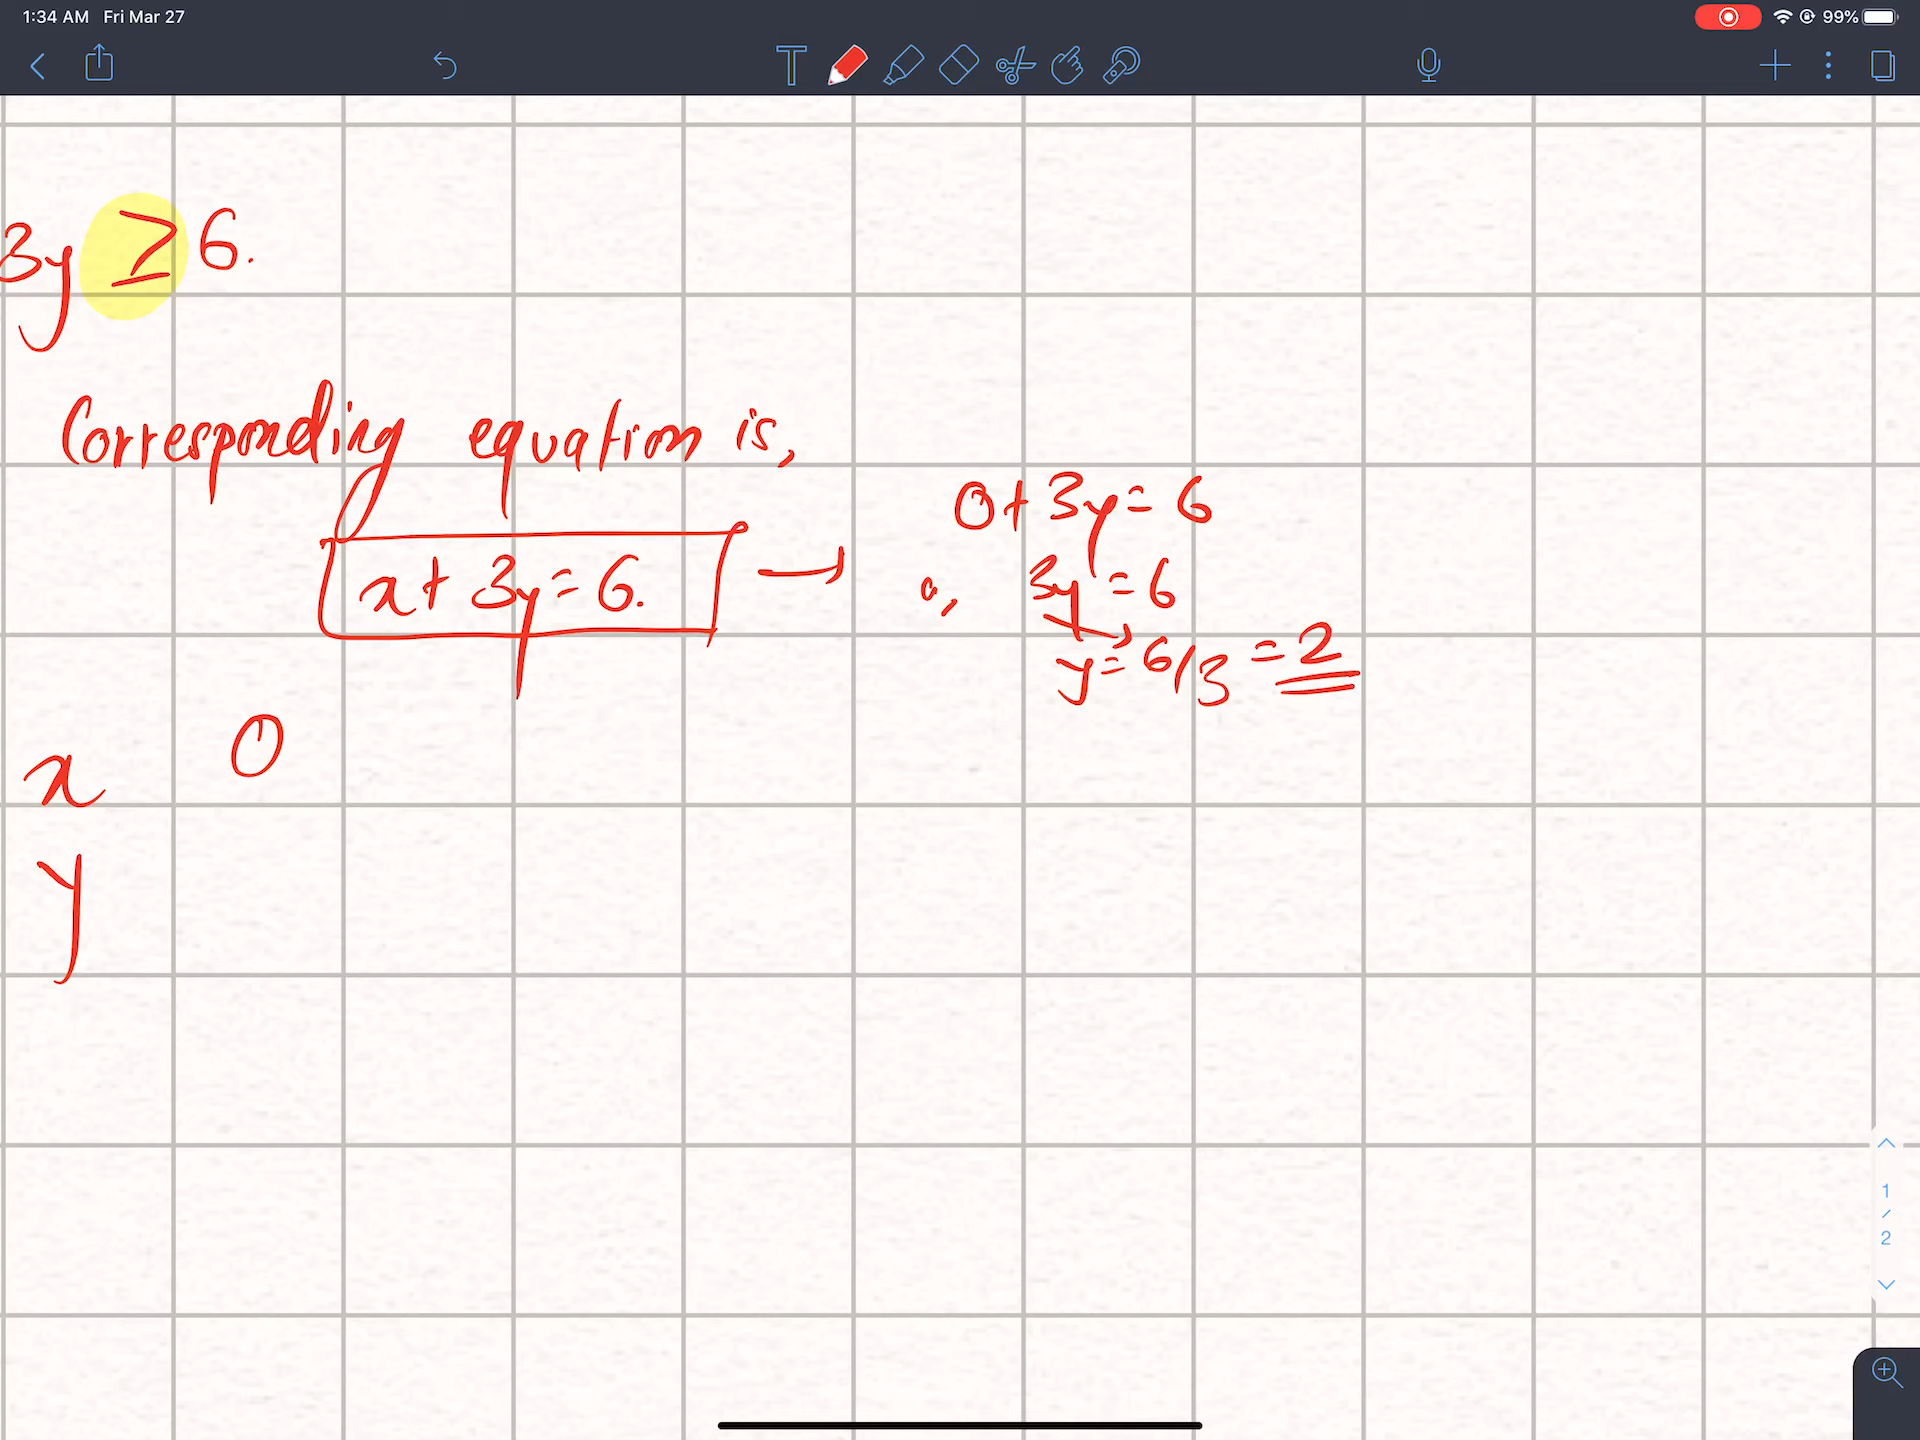 1:34 AM Fri Mar 27
99%
3y ≥ 6.
Corresponding equation is,
x + 3y = 6. →
0 + 3y = 6
o, 3y = 6
y = 6/3 = 2
x 0
y
1
/
2